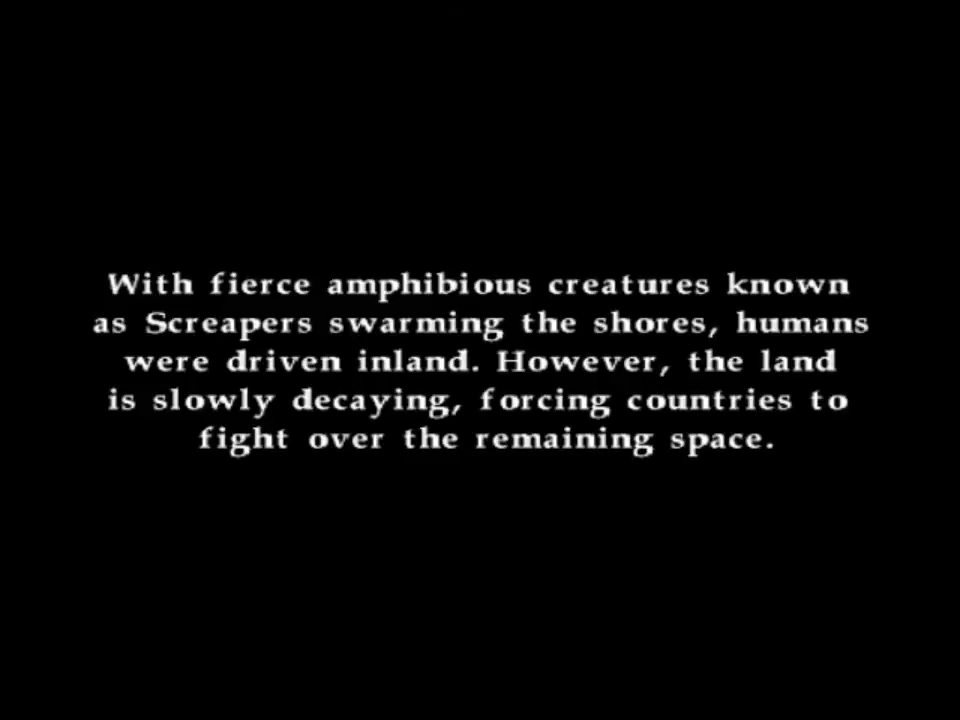 With fierce amphibious creatures known
as Screapers swarming the shores, humans
were driven inland. However, the land
is slowly decaying, forcing countries to
fight over the remaining space.